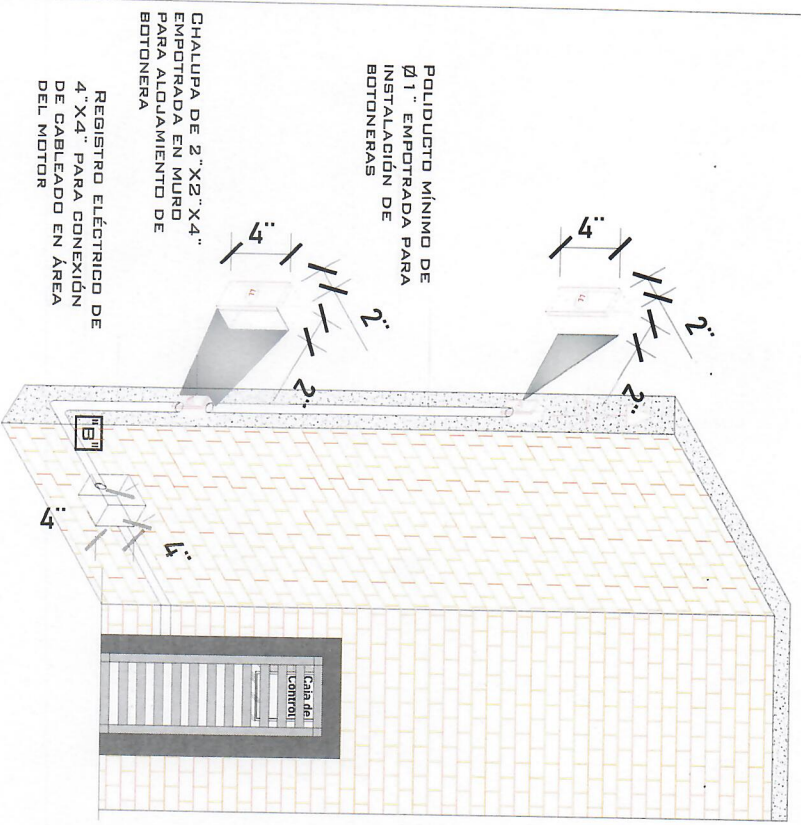 POLIDUCTO MÍNIMO DE
Ø1¨ EMPOTRADA PARA
INSTALACIÓN DE
BOTONERAS
CHALUPA DE 2¨X2¨X4¨
EMPOTRADA EN MURO
PARA ALOJAMIENTO DE
BOTONERA
REGISTRO ELÉCTRICO DE
4¨X4¨ PARA CONEXIÓN
DE CABLEADO EN ÁREA
DEL MOTOR
4¨
2¨
2¨
4¨
2¨
2¨
"B"
4¨
4¨
Caja de
Control